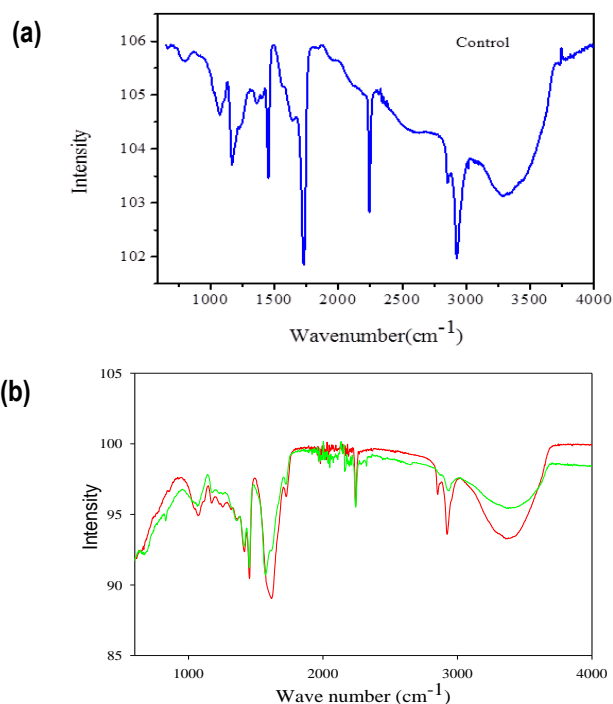 (a)
Control
106
105
104
103
102
Intensity
1000 1500 2000 2500 3000 3500 4000
Wavenumber(cm-1)
(b)
105
100
95
90
85
Intensity
1000 2000 3000 4000
Wave number (cm-1)